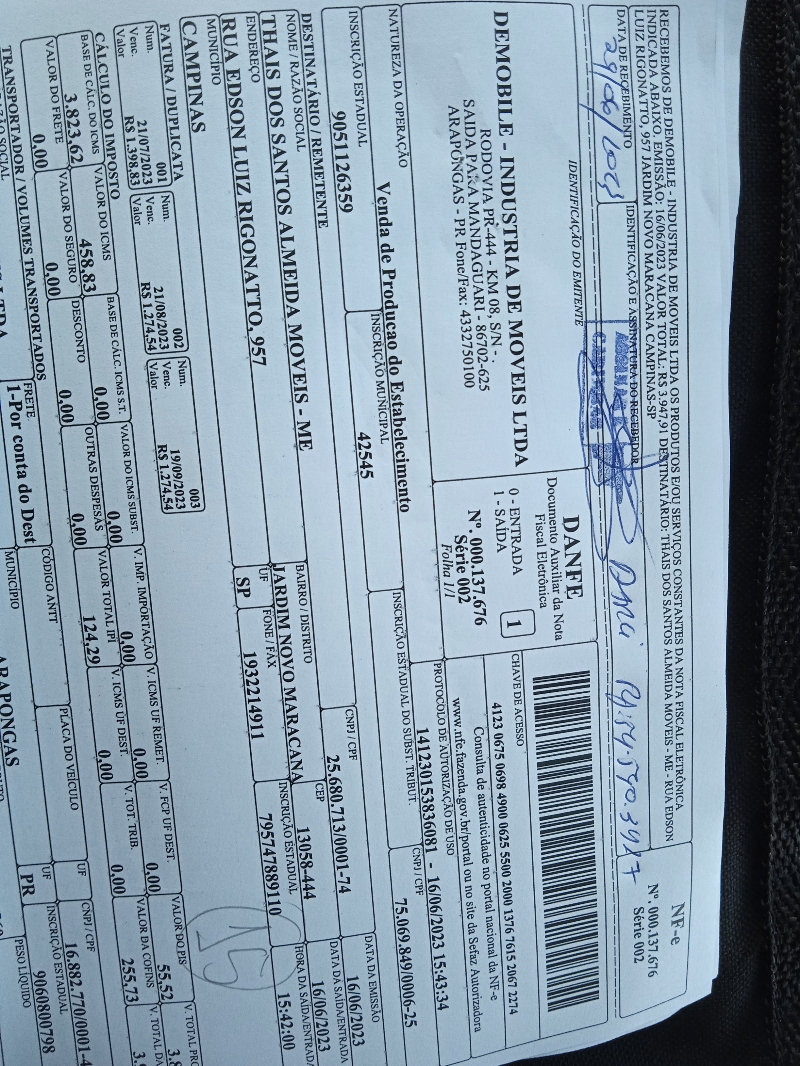 RECEBEMOS DE DEMOBILE - INDUSTRIA DE MOVEIS LTDA OS PRODUTOS E/OU SERVIÇOS CONSTANTES DA NOTA FISCAL ELETRÔNICA
INDICADA ABAIXO. EMISSÃO: 16/06/2023 VALOR TOTAL: R$ 3.947,91 DESTINATÁRIO: THAIS DOS SANTOS ALMEIDA MOVEIS - ME - RUA EDSON
LUIZ RIGONATTO, 957 JARDIM NOVO MARACANA CAMPINAS-SP
NF-e
Nº. 000.137.676
Série 002
DATA DE RECEBIMENTO
IDENTIFICAÇÃO E ASSINATURA DO RECEBEDOR
IDENTIFICAÇÃO DO EMITENTE
DEMOBILE - INDUSTRIA DE MOVEIS LTDA
RODOVIA PR-444 - KM 08, S/N - .
SAIDA PARA MANDAGUARI - 86702-625
ARAPONGAS - PR Fone/Fax: 4332750100
DANFE
Documento Auxiliar da Nota
Fiscal Eletrônica
0 - ENTRADA
1 - SAÍDA
1
Nº. 000.137.676
Série 002
Folha 1/1
CHAVE DE ACESSO
4123 0675 0698 4900 0625 5500 2000 1376 7615 2067 2274
Consulta de autenticidade no portal nacional da NF-e
www.nfe.fazenda.gov.br/portal ou no site da Sefaz Autorizadora
NATUREZA DA OPERAÇÃO
Venda de Producao do Estabelecimento
PROTOCOLO DE AUTORIZAÇÃO DE USO
141230153836081 - 16/06/2023 15:43:34
INSCRIÇÃO ESTADUAL
9051126359
INSCRIÇÃO MUNICIPAL
42545
INSCRIÇÃO ESTADUAL DO SUBST. TRIBUT.
CNPJ / CPF
75.069.849/0006-25
DESTINATÁRIO / REMETENTE
NOME / RAZÃO SOCIAL
THAIS DOS SANTOS ALMEIDA MOVEIS - ME
CNPJ / CPF
25.680.713/0001-74
DATA DA EMISSÃO
16/06/2023
ENDEREÇO
RUA EDSON LUIZ RIGONATTO, 957
BAIRRO / DISTRITO
JARDIM NOVO MARACANA
CEP
13058-444
DATA DA SAÍDA/ENTRADA
16/06/2023
MUNICÍPIO
CAMPINAS
UF
SP
FONE / FAX
1932214911
INSCRIÇÃO ESTADUAL
795747889110
HORA DA SAÍDA/ENTRADA
15:42:00
15
FATURA / DUPLICATA
Num. 001
Venc. 21/07/2023
Valor R$ 1.398,83
Num. 002
Venc. 21/08/2023
Valor R$ 1.274,54
Num. 003
Venc. 19/09/2023
Valor R$ 1.274,54
CÁLCULO DO IMPOSTO
BASE DE CÁLC. DO ICMS
3.823,62
VALOR DO ICMS
458,83
BASE DE CÁLC. ICMS S.T.
0,00
VALOR DO ICMS SUBST.
0,00
V. IMP. IMPORTAÇÃO
0,00
V. ICMS UF REMET.
0,00
V. FCP UF DEST.
0,00
VALOR DO PIS
55,52
V. TOTAL PRO
VALOR DO FRETE
0,00
VALOR DO SEGURO
0,00
DESCONTO
0,00
OUTRAS DESPESAS
0,00
VALOR TOTAL IPI
124,29
V. ICMS UF DEST.
0,00
V. TOT. TRIB.
0,00
VALOR DA COFINS
255,73
V. TOTAL DA
TRANSPORTADOR / VOLUMES TRANSPORTADOS
FRETE
1-Por conta do Dest
CÓDIGO ANTT
PLACA DO VEÍCULO
UF
CNPJ / CPF
16.882.770/0001-4
MUNICÍPIO
ARAPONGAS
UF
PR
INSCRIÇÃO ESTADUAL
9060800798
PESO LÍQUIDO